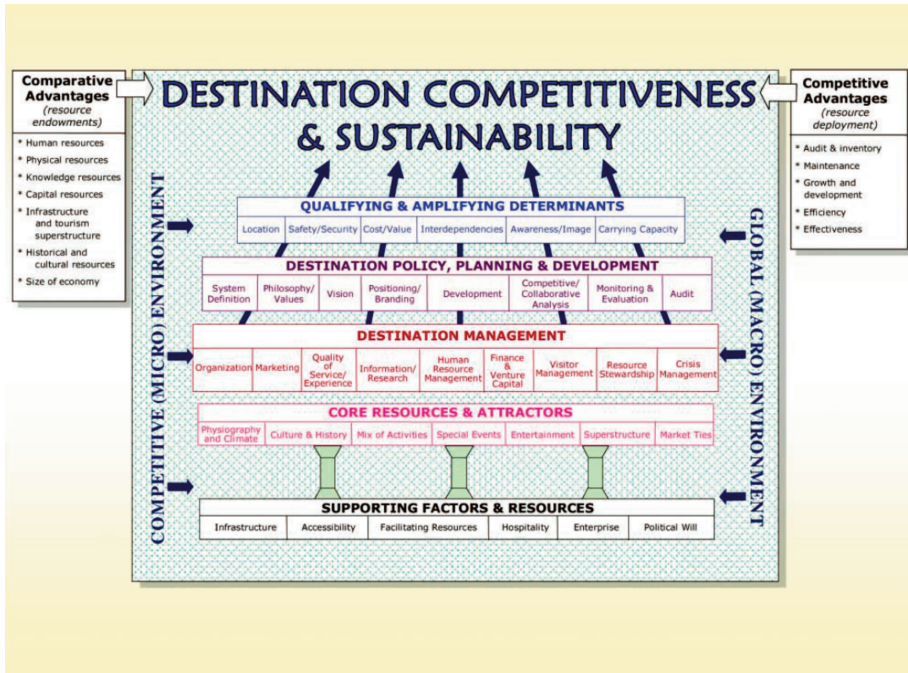 Comparative
Advantages
(resource
endowments)
* Human resources
* Physical resources
* Knowledge resources
* Capital resources
* Infrastructure
and tourism
superstructure
* Historical and
cultural resources
* Size of economy
DESTINATION COMPETITIVENESS
& SUSTAINABILITY
Competitive
Advantages
(resource
deployment)
* Audit & inventory
* Maintenance
* Growth and
development
* Efficiency
* Effectiveness
COMPETITIVE (MICRO) ENVIRONMENT
GLOBAL (MACRO) ENVIRONMENT
QUALIFYING & AMPLIFYING DETERMINANTS
Location Safety/Security Cost/Value Interdependencies Awareness/Image Carrying Capacity
DESTINATION POLICY, PLANNING & DEVELOPMENT
System
Definition
Philosophy/
Values
Vision
Positioning/
Branding
Development
Competitive/
Collaborative
Analysis
Monitoring &
Evaluation
Audit
DESTINATION MANAGEMENT
Organization
Marketing
Quality
of
Service/
Experience
Information/
Research
Human
Resource
Management
Finance
&
Venture
Capital
Visitor
Management
Resource
Stewardship
Crisis
Management
CORE RESOURCES & ATTRACTORS
Physiography
and Climate
Culture & History
Mix of Activities
Special Events
Entertainment
Superstructure
Market Ties
SUPPORTING FACTORS & RESOURCES
Infrastructure Accessibility Facilitating Resources Hospitality Enterprise Political Will